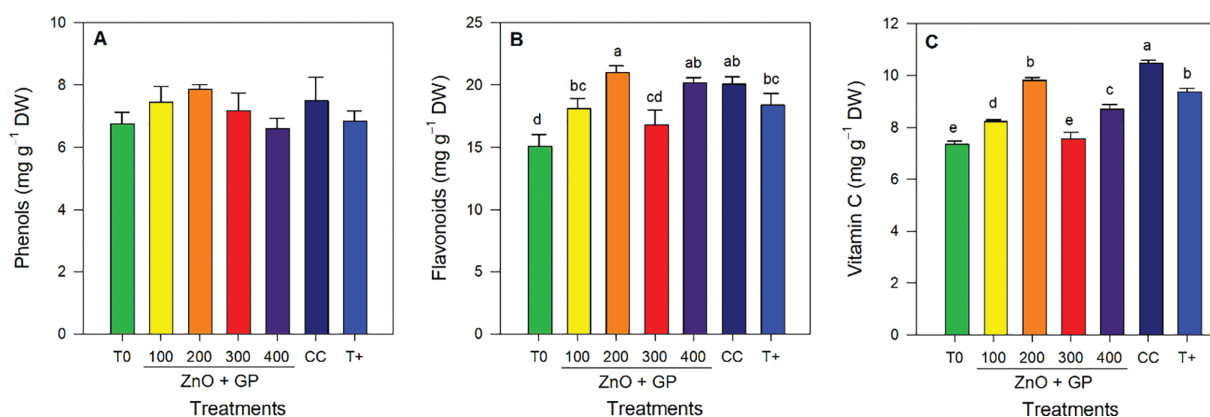 A
Phenols (mg g⁻¹ DW)
10
8
6
4
2
0
T0 100 200 300 400 CC T+
ZnO + GP
Treatments
B
Flavonoids (mg g⁻¹ DW)
25
20
15
10
5
0
d bc a cd ab ab bc
T0 100 200 300 400 CC T+
ZnO + GP
Treatments
C
Vitamin C (mg g⁻¹ DW)
12
10
8
6
4
2
0
e d b e c a b
T0 100 200 300 400 CC T+
ZnO + GP
Treatments